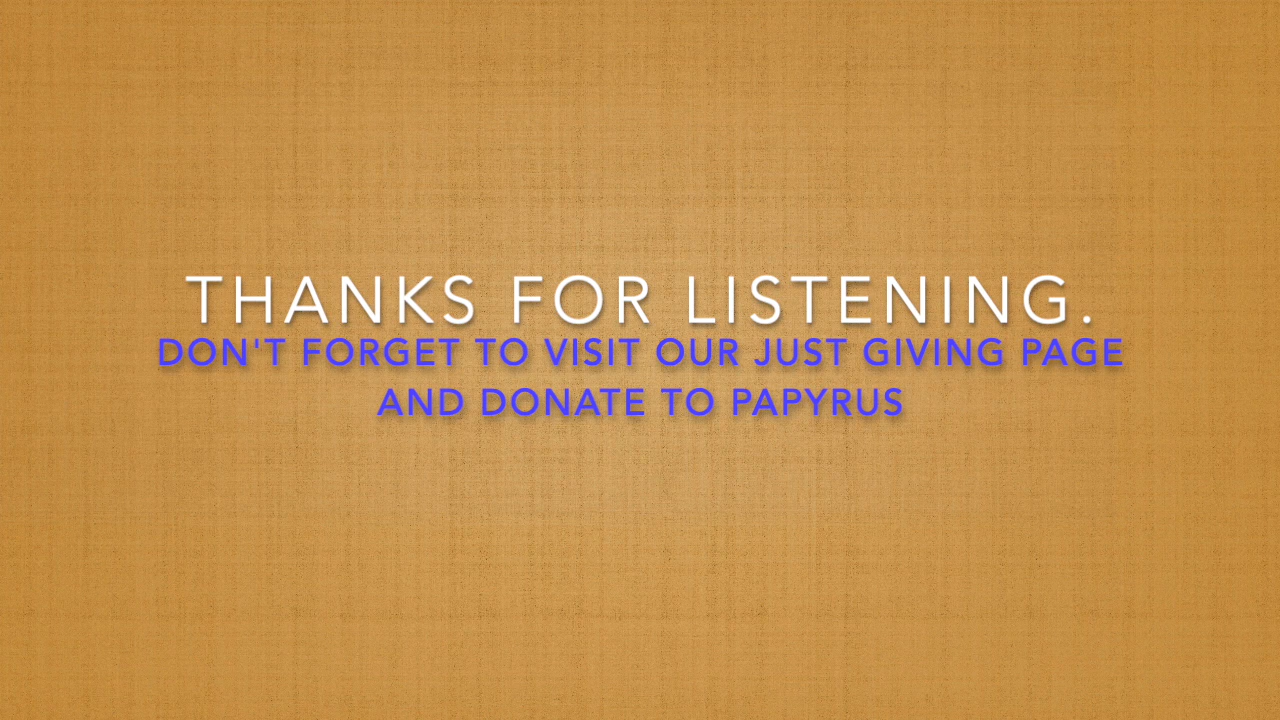 THANKS FOR LISTENING.
DON'T FORGET TO VISIT OUR JUST GIVING PAGE
AND DONATE TO PAPYRUS